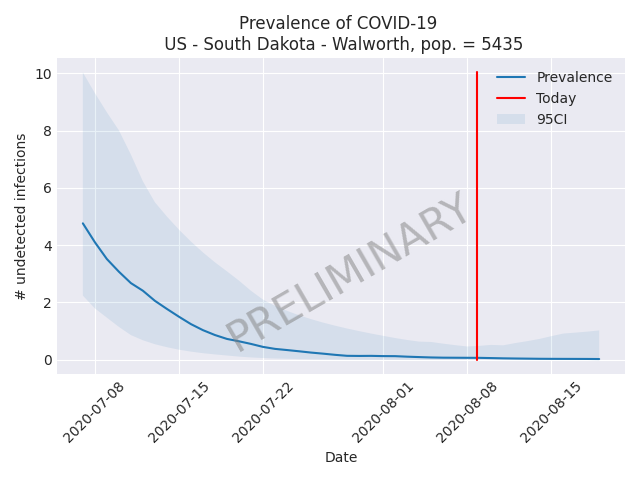 Prevalence of COVID-19
US - South Dakota - Walworth, pop. = 5435
Prevalence
Today
95CI
PRELIMINARY
# undetected infections
10
8
6
4
2
0
2020-07-08
2020-07-15
2020-07-22
2020-08-01
2020-08-08
2020-08-15
Date